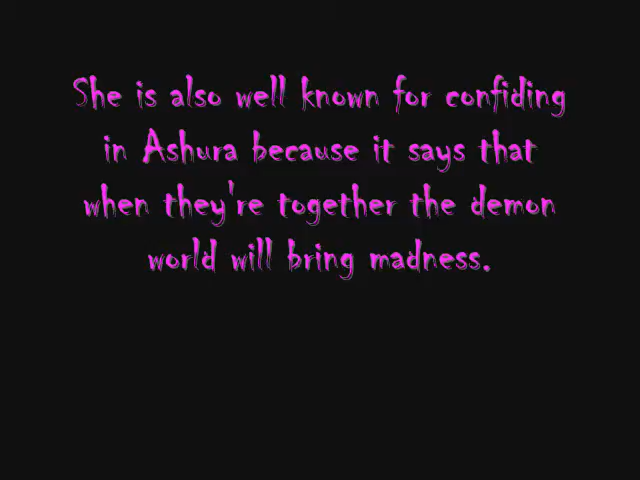 She is also well known for confiding
in Ashura because it says that
when they're together the demon
world will bring madness.